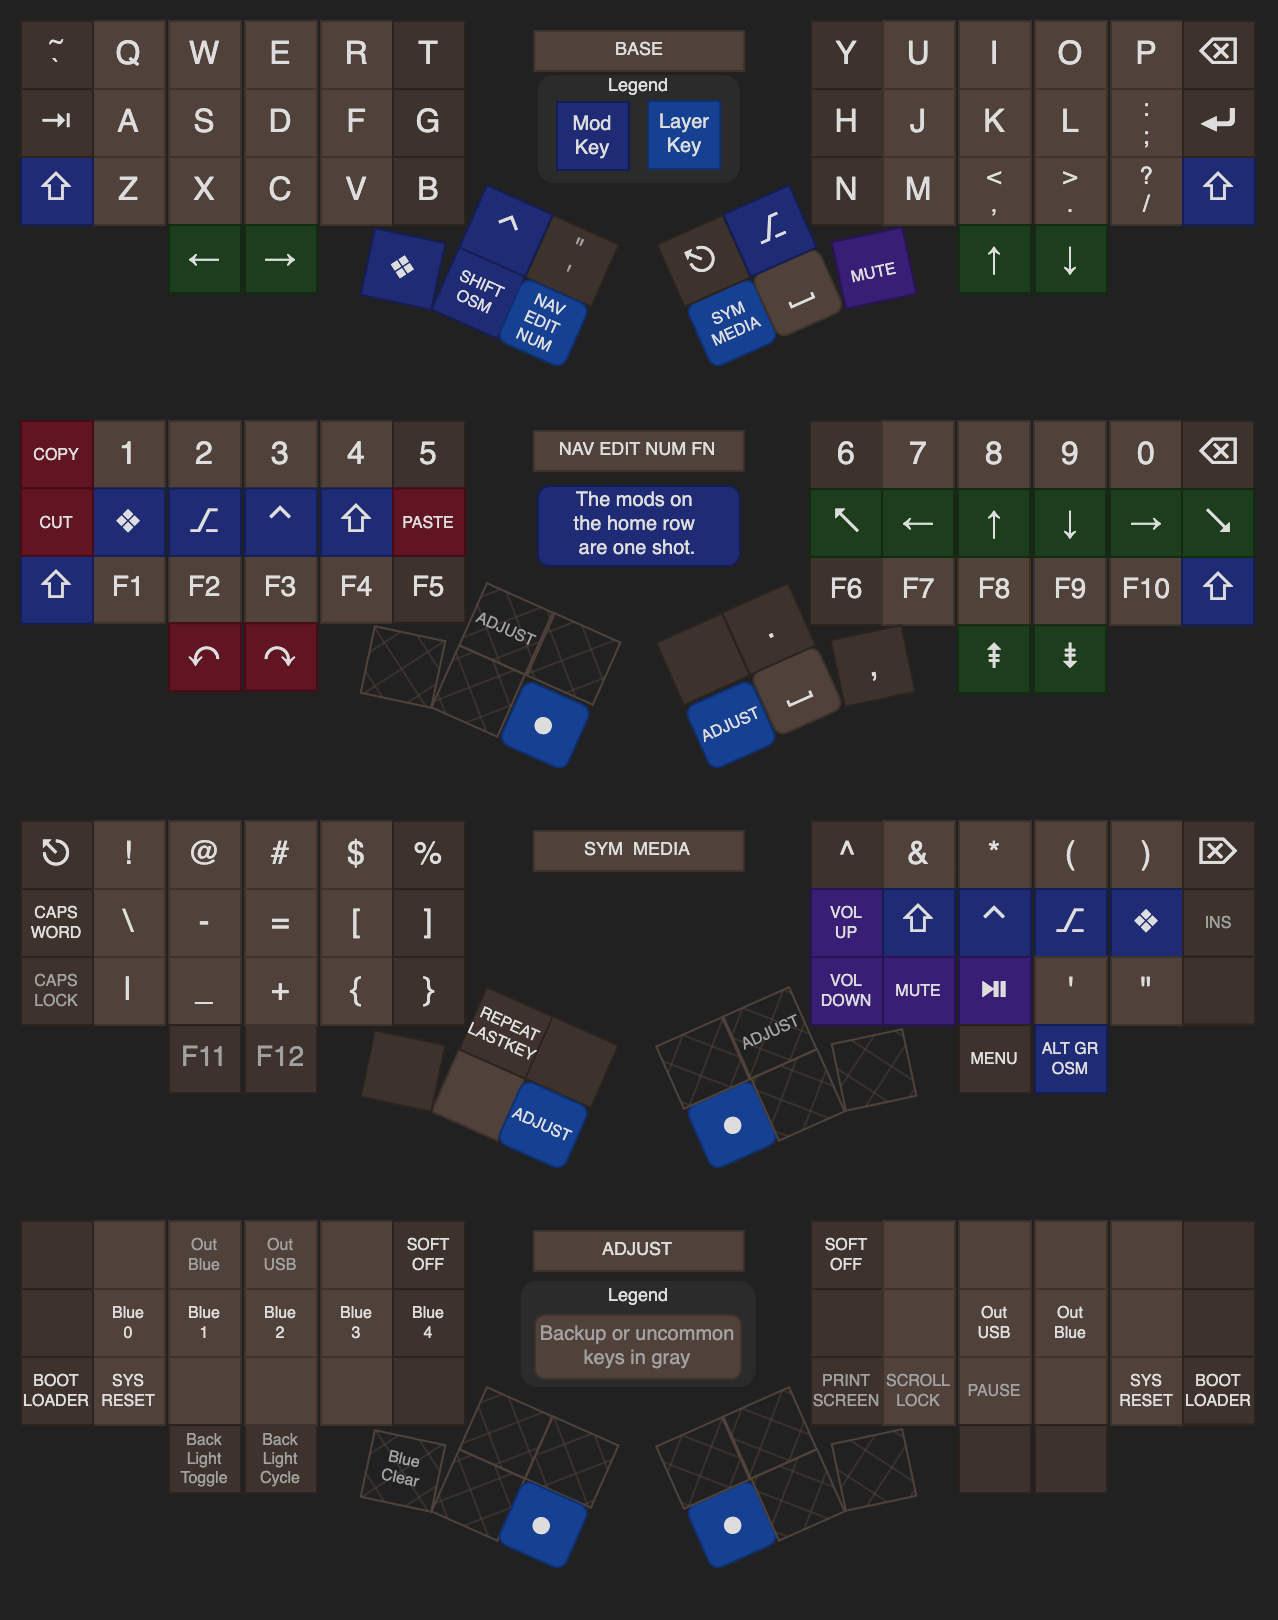 ~ Q W E R T
`
BASE
Y U I O P ⌫
Legend
⇥ A S D F G
Mod
Key
Layer
Key
H J K L :
;
⇧ Z X C V B
N M <
,
>
.
?
/
⇧
← →
❖
^
"
'
SHIFT
OSM
NAV
EDIT
NUM
SYM
MEDIA
MUTE
↑ ↓
COPY 1 2 3 4 5
NAV EDIT NUM FN
6 7 8 9 0 ⌫
CUT ❖ ⌥ ^ ⇧ PASTE
The mods on
the home row
are one shot.
↖ ← ↑ ↓ → ↘
⇧ F1 F2 F3 F4 F5
F6 F7 F8 F9 F10 ⇧
↶ ↷
ADJUST
.
ADJUST
,
⇞ ⇟
! @ # $ %
SYM MEDIA
^ & * ( ) ⌦
CAPS
WORD
\ - = [ ]
VOL
UP
⇧ ^ ⌥ ❖ INS
CAPS
LOCK
| _ + { }
VOL
DOWN
MUTE ⏯ ' "
F11 F12
REPEAT
LASTKEY
ADJUST
ADJUST
MENU
ALT GR
OSM
Out
Blue
Out
USB
SOFT
OFF
ADJUST
SOFT
OFF
Legend
Backup or uncommon
keys in gray
Blue
0
Blue
1
Blue
2
Blue
3
Blue
4
Out
USB
Out
Blue
BOOT
LOADER
SYS
RESET
PRINT
SCREEN
SCROLL
LOCK
PAUSE
SYS
RESET
BOOT
LOADER
Back
Light
Toggle
Back
Light
Cycle
Blue
Clear